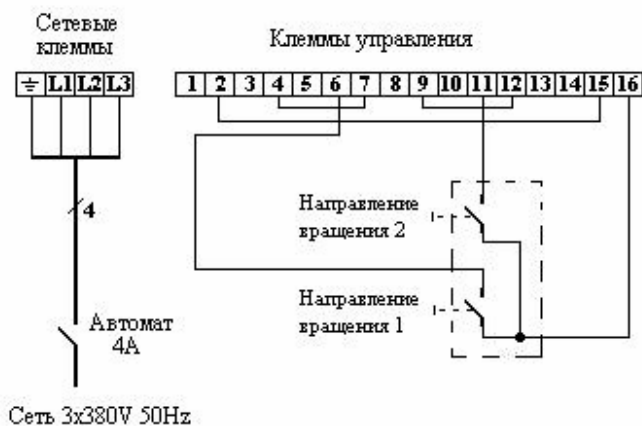 Сетевые
клеммы
Клеммы управления
L1 L2 L3
1 2 3 4 5 6 7 8 9 10 11 12 13 14 15 16
4
Направление
вращения 2
Направление
вращения 1
Автомат
4А
Сеть 3x380V 50Hz